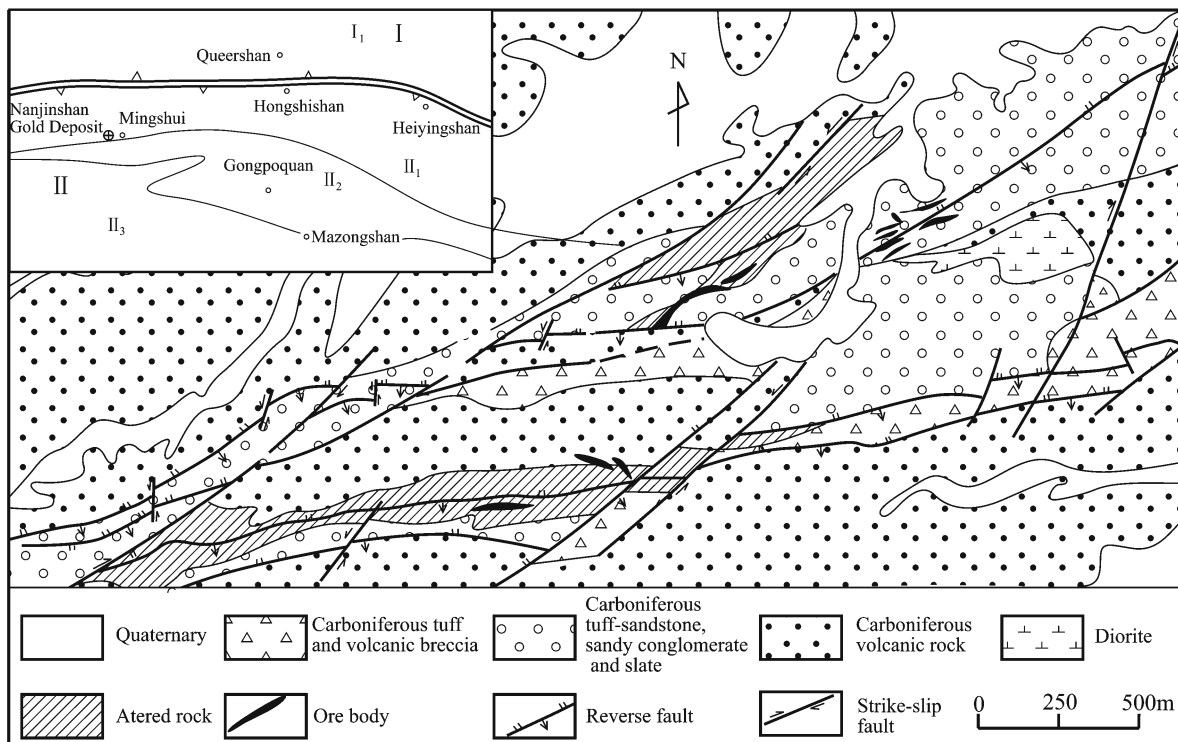 I₁ I
Queershan
N
Nanjinshan
Gold Deposit
Mingshui
Hongshishan
Heiyingshan
Gongpoquan
II₁
II₂
II
II₃
Mazongshan
Quaternary
Carboniferous tuff
and volcanic breccia
Carboniferous
tuff-sandstone,
sandy conglomerate
and slate
Carboniferous
volcanic rock
Diorite
Atered rock
Ore body
Reverse fault
Strike-slip
fault
0 250 500m